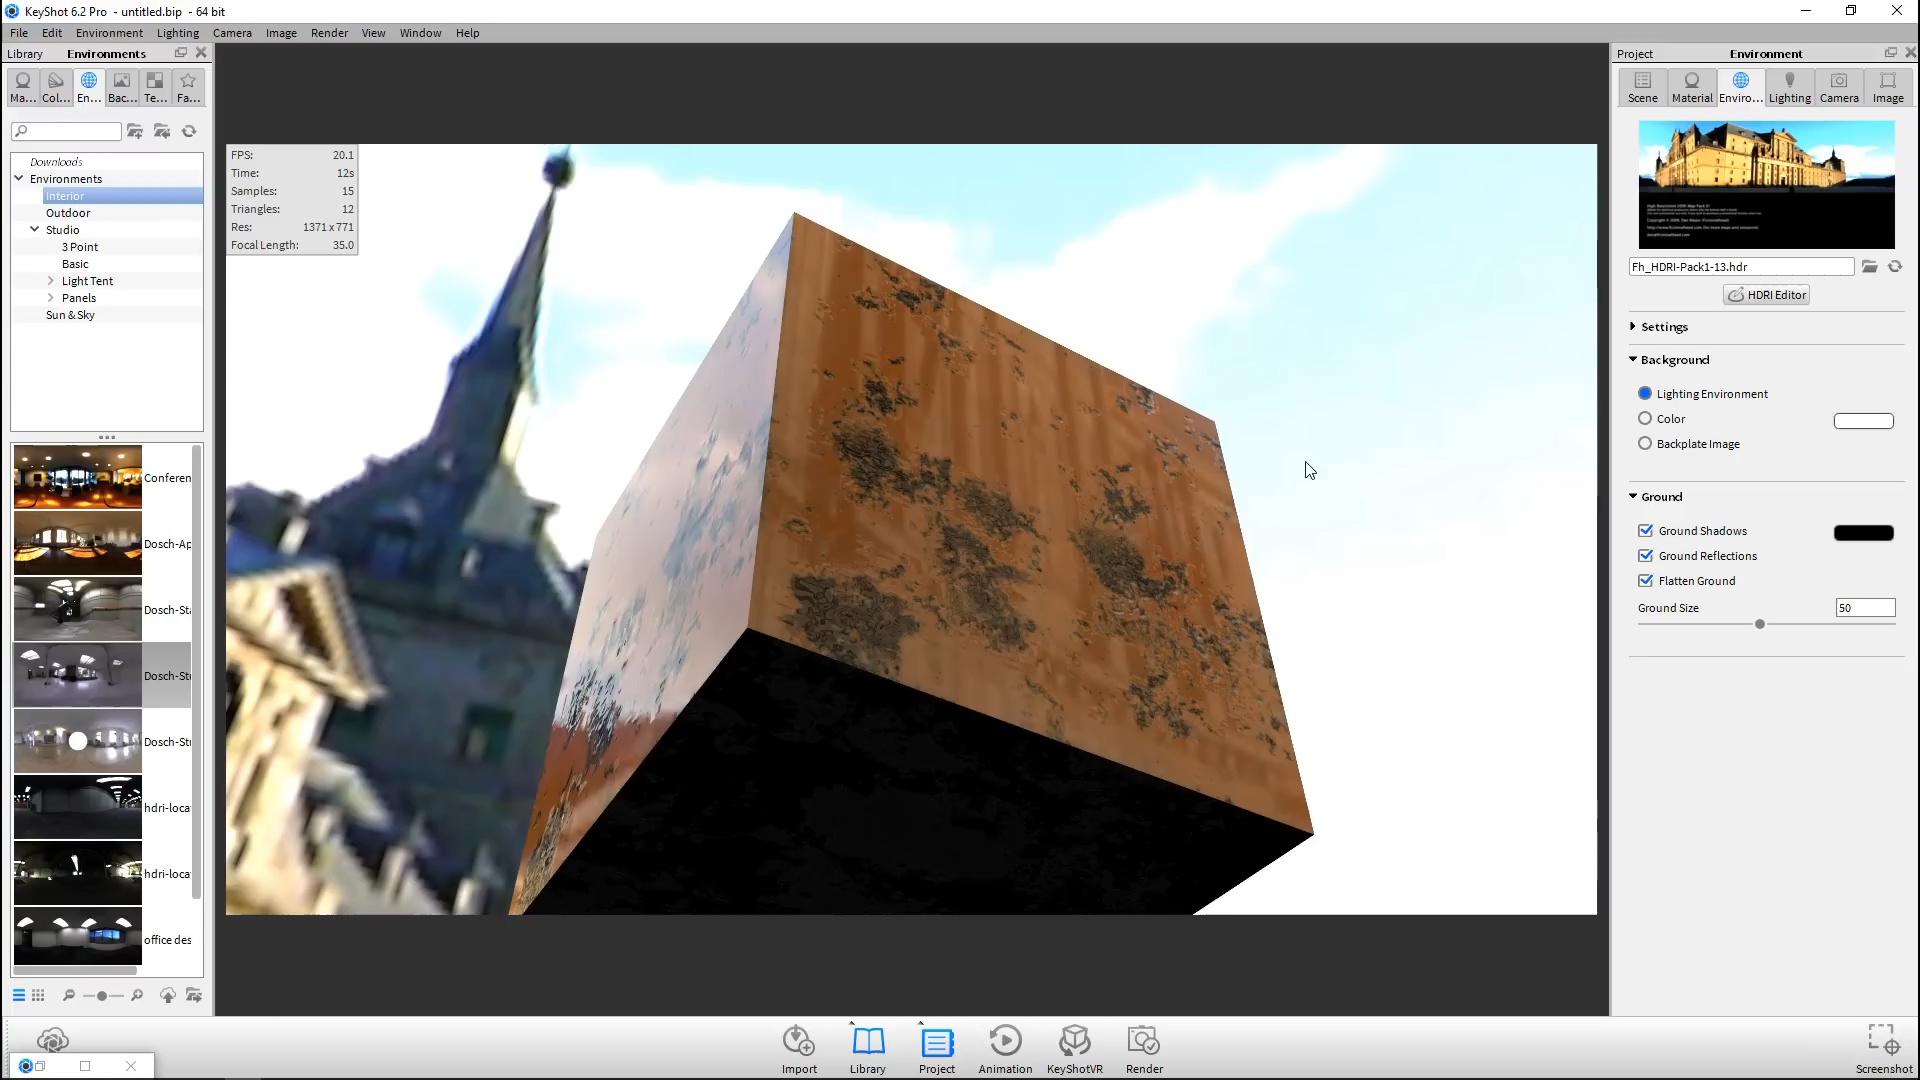 KeyShot 6.2 Pro - untitled.bip - 64 bit
File Edit Environment Lighting Camera Image Render View Window Help
Library Environments
Project Environment
Ma... Col... En... Bac... Te... Fa...
Scene Material Enviro... Lighting Camera Image
Downloads
Environments
Interior
Outdoor
Studio
3 Point
Basic
Light Tent
Panels
Sun & Sky
Conferen
Dosch-Ap
Dosch-Sta
Dosch-Stu
Dosch-Stu
hdri-loca
hdri-loca
office des
FPS: 20.1
Time: 12s
Samples: 15
Triangles: 12
Res: 1371 x 771
Focal Length: 35.0
Fh_HDRI-Pack1-13.hdr
HDRI Editor
Settings
Background
Lighting Environment
Color
Backplate Image
Ground
Ground Shadows
Ground Reflections
Flatten Ground
Ground Size 50
Import Library Project Animation KeyShotVR Render Screenshot